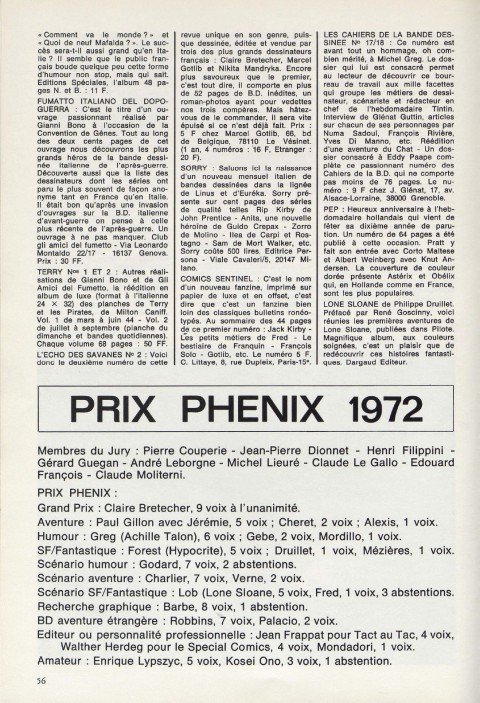 « Comment va le monde? » et
« Quoi de neuf Mafalda? ». Le suc-
cès sera-t-il aussi grand qu'en Ita-
lie? Il semble que le public fran-
çais boude quelque peu cette forme
d'humour non stop, mais qui sait.
Editions Spéciales, l'album 48 pa-
ges N. et B. : 11 F.
FUMATTO ITALIANO DEL DOPO-
GUERRA : C'est le titre d'un ou-
vrage passionnant réalisé par
Gianni Bono à l'occasion de la
Convention de Gênes. Tout au long
des deux cents pages de cet
ouvrage nous découvrons les plus
grands héros de la bande dessi-
née italienne de l'après-guerre.
Découverte aussi que la liste des
dessinateurs dont les séries ont
paru le plus souvent de façon ano-
nyme tant en France qu'en Italie.
Il était bon qu'après une invasion
d'ouvrages sur la B.D. italienne
d'avant-guerre on pense à celle
plus récente de l'après-guerre. Un
ouvrage à ne pas manquer. Club
gli amici del fumetto - Via Leonardo
Montaldo 22/17 - 16137 Genova.
Prix : 30 FF.
TERRY Nos 1 ET 2 : Autres réali-
sations de Gianni Bono et de Gli
Amici del Fumetto, la réédition en
album de luxe (format à l'italienne
24 × 32) des planches de Terry
et les Pirates, de Milton Caniff.
Vol. 1 de mars à juin 44 - Vol. 2
de juillet à septembre (planche du
dimanche et bandes quotidiennes).
Chaque volume 68 pages : 50 FF.
L'ECHO DES SAVANES Nº 2 : Voici
donc le deuxième numéro de cette
revue unique en son genre, puis-
que dessinée, éditée et vendue par
trois des plus grands dessinateurs
français : Claire Bretecher, Marcel
Gotlib et Nikita Mandryka. Encore
plus savoureux que le premier,
c'est tout dire, il comporte en plus
de 52 pages de B.D. inédites, un
roman-photos ayant pour vedettes
nos trois compères. Mais hâtez-
vous de le commander, il sera vite
épuisé si ce n'est déjà fait. Prix :
5 F chez Marcel Gotlib, 66, bd
de Belgique, 78110 Le Vésinet.
(1 an, 4 numéros : 16 F, Etranger :
20 F).
SORRY : Saluons ici la naissance
d'un nouveau mensuel italien de
bandes dessinées dans la lignée
de Linus et d'Eureka. Sorry pré-
sente sur cent pages des séries
de qualité telles Rip Kirby de
John Prentice - Anita, une nouvelle
héroïne de Guido Crepax - Zorro
de Molino - Ilea de Carpi et Ros-
tagno - Sam de Mort Walker, etc.
Sorry coûte 500 lires. Editrice Per-
sona - Viale Cavaleri/5, 20147 Mi-
lano.
COMICS SENTINEL : C'est le nom
d'un nouveau fanzine, imprimé sur
papier de luxe et en offset, c'est
dire que c'est un fanzine bien
loin des classiques bulletins ronéo-
typés. Au sommaire des 44 pages
de ce premier numéro : Jack Kirby -
Les petits métiers de Fred - Le
bestiaire de Franquin - François
Solo - Gotlib, etc. Le numéro 5 F.
C. Littaye, 8, rue Dupleix, Paris-15ᵉ.
LES CAHIERS DE LA BANDE DES-
SINEE Nº 17/18 : Ce numéro est
avant tout un hommage, oh com-
bien mérité, à Michel Greg. Le dos-
sier qui lui est consacré permet
au lecteur de découvrir ce bour-
reau de travail aux mille facettes
qui groupe les métiers de dessi-
nateur, scénariste et rédacteur en
chef de l'hebdomadaire Tintin.
Interview de Glénat Guttin, articles
sur chacun de ses personnages par
Numa Sadoul, François Rivière,
Yves Di Manno, etc. Réédition
d'une aventure du Chat - Un dos-
sier consacré à Eddy Paape com-
plète ce passionnant numéro des
Cahiers de la B.D. qui ne comporte
pas moins de 76 pages. Le nu-
méro : 9 F chez J. Glénat, 17, av.
Alsace-Lorraine, 38000 Grenoble.
PEP : Heureux anniversaire à l'heb-
domadaire hollandais qui vient de
fêter sa dixième année de paru-
tion. Un numéro de 64 pages a été
publié à cette occasion. Pratt y
fait son entrée avec Corto Maltese
et Albert Weinberg avec Knut An-
dersen. La couverture de couleur
dorée présente Astérix et Obélix
qui, en Hollande comme en France,
sont les plus populaires.
LONE SLOANE de Philippe Druillet.
Préfacé par René Goscinny, voici
réunies les premières aventures de
Lone Sloane, publiées dans Pilote.
Magnifique album, aux couleurs
soignées, c'est un plaisir que de
redécouvrir ces histoires fantasti-
ques. Dargaud Editeur.
PRIX PHENIX 1972
Membres du Jury : Pierre Couperie - Jean-Pierre Dionnet - Henri Filippini -
Gérard Guegan - André Leborgne - Michel Lieuré - Claude Le Gallo - Edouard
François - Claude Moliterni.
PRIX PHENIX :
Grand Prix : Claire Bretecher, 9 voix à l'unanimité.
Aventure : Paul Gillon avec Jérémie, 5 voix ; Cheret, 2 voix ; Alexis, 1 voix.
Humour : Greg (Achille Talon), 6 voix ; Gebe, 2 voix, Mordillo, 1 voix.
SF/Fantastique : Forest (Hypocrite), 5 voix ; Druillet, 1 voix, Mézières, 1 voix.
Scénario humour : Godard, 7 voix, 2 abstentions.
Scénario aventure : Charlier, 7 voix, Verne, 2 voix.
Scénario SF/Fantastique : Lob (Lone Sloane, 5 voix, Fred, 1 voix, 3 abstentions.
Recherche graphique : Barbe, 8 voix, 1 abstention.
BD aventure étrangère : Robbins, 7 voix, Palacio, 2 voix.
Editeur ou personnalité professionnelle : Jean Frappat pour Tact au Tac, 4 voix,
Walther Herdeg pour le Special Comics, 4 voix, Mondadori, 1 voix.
Amateur : Enrique Lypszyc, 5 voix, Kosei Ono, 3 voix, 1 abstention.
56